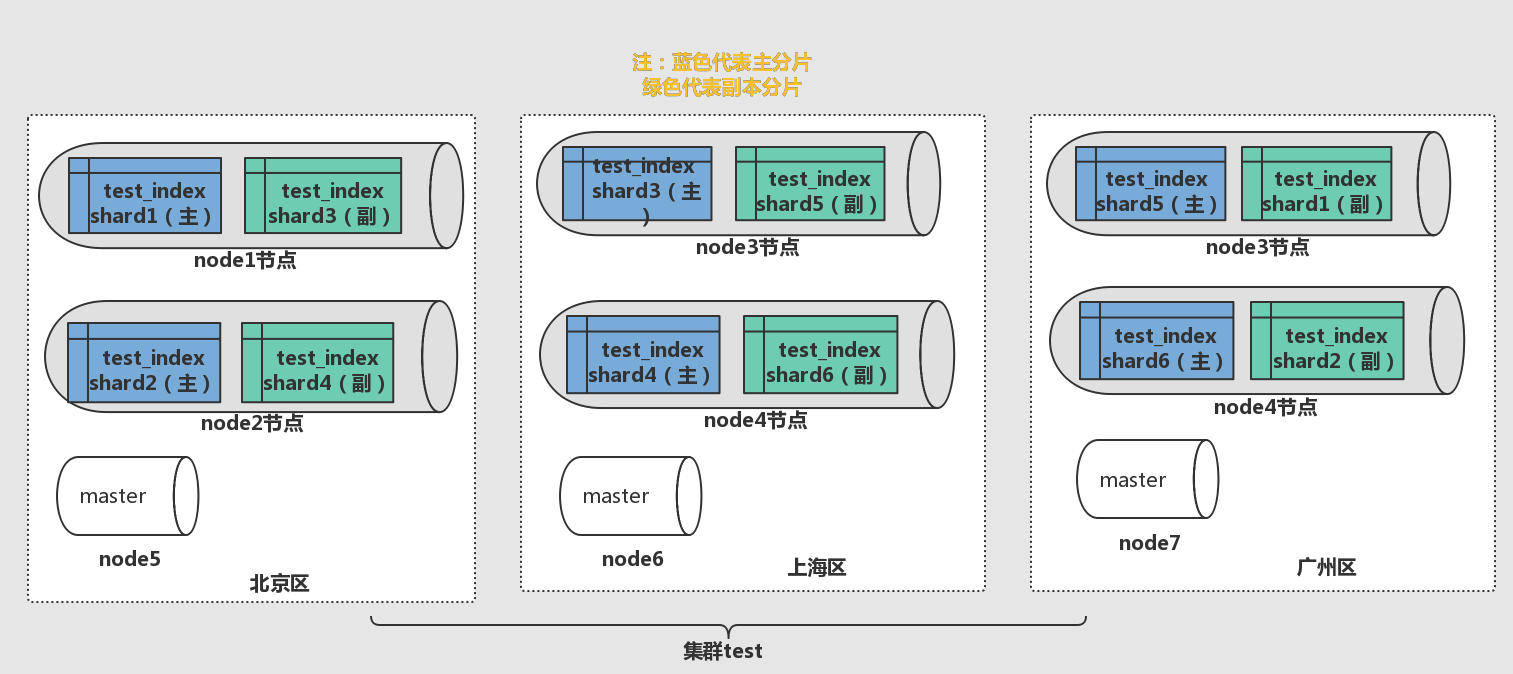 注：蓝色代表主分片
绿色代表副本分片
test_index
shard1（主）
test_index
shard3（副）
node1节点
test_index
shard2（主）
test_index
shard4（副）
node2节点
master
node5
北京区
test_index
shard3（主
）
test_index
shard5（副）
node3节点
test_index
shard4（主）
test_index
shard6（副）
node4节点
master
node6
上海区
test_index
shard5（主）
test_index
shard1（副）
node3节点
test_index
shard6（主）
test_index
shard2（副）
node4节点
master
node7
广州区
集群test